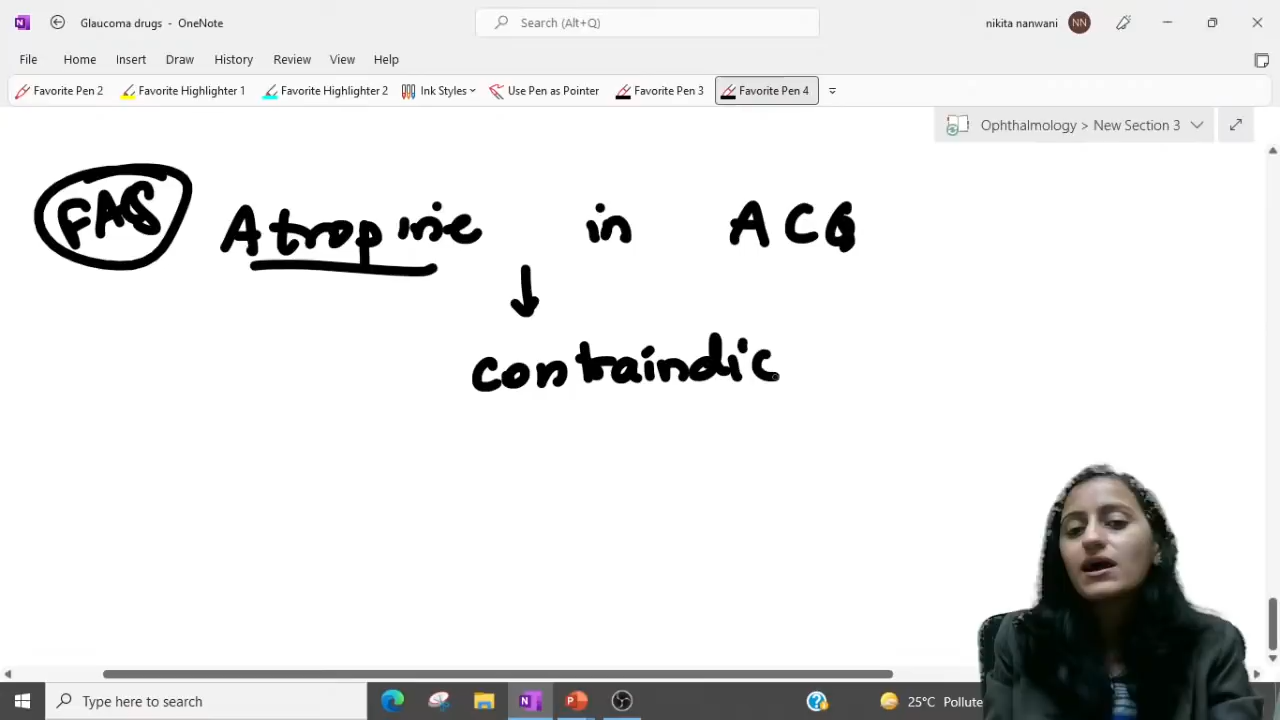 Glaucoma drugs - OneNote
Search (Alt+Q)
nikita nanwani NN
File Home Insert Draw History Review View Help
Favorite Pen 2 Favorite Highlighter 1 Favorite Highlighter 2 Ink Styles Use Pen as Pointer Favorite Pen 3 Favorite Pen 4
Ophthalmology > New Section 3
FAQ Atropine in ACG
contraindic
Type here to search
25°C Pollute